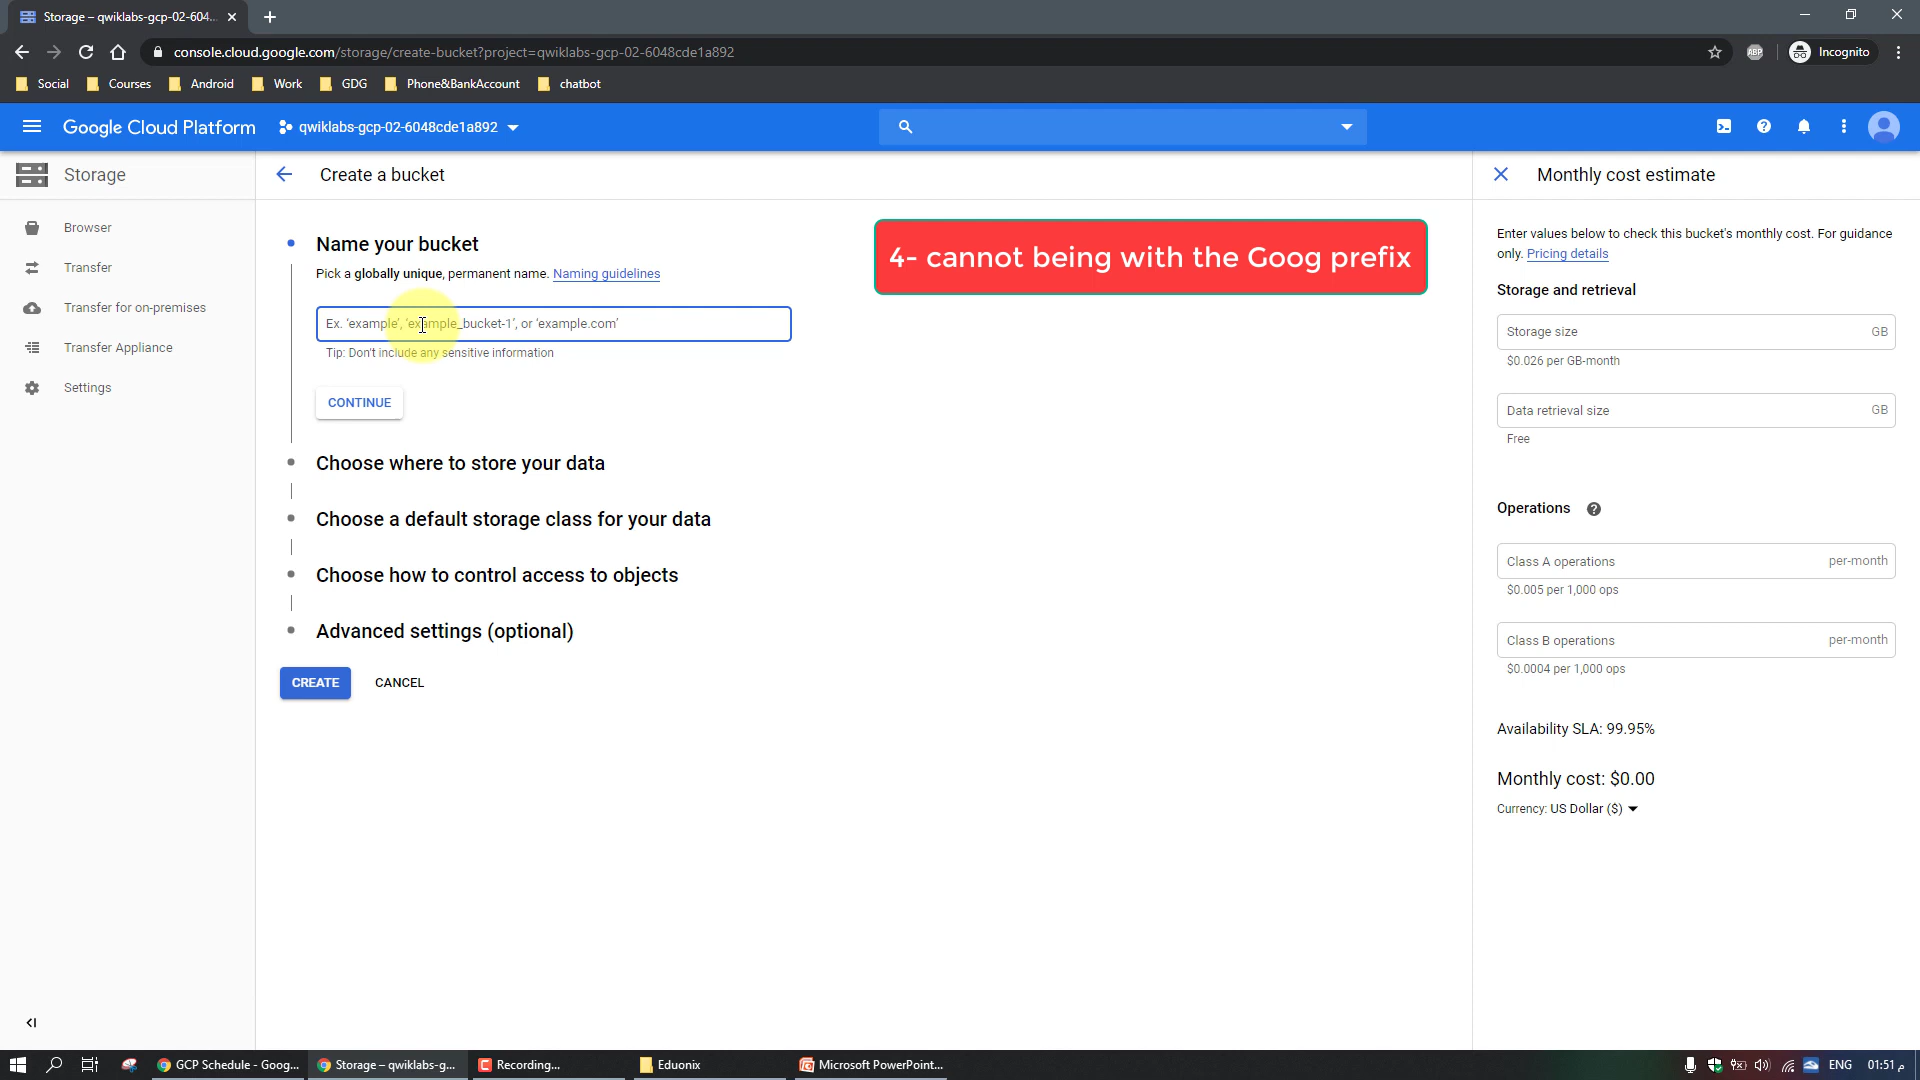 Storage – qwiklabs-gcp-02-604...
console.cloud.google.com/storage/create-bucket?project=qwiklabs-gcp-02-6048cde1a892
ABP
Incognito
Social
Courses
Android
Work
GDG
Phone&BankAccount
chatbot
Google Cloud Platform
qwiklabs-gcp-02-6048cde1a892
Storage
Create a bucket
Monthly cost estimate
Browser
Transfer
Transfer for on-premises
Transfer Appliance
Settings
Name your bucket
Pick a globally unique, permanent name. Naming guidelines
Ex. 'example', 'example_bucket-1', or 'example.com'
Tip: Don't include any sensitive information
CONTINUE
Choose where to store your data
Choose a default storage class for your data
Choose how to control access to objects
Advanced settings (optional)
CREATE
CANCEL
4- cannot being with the Goog prefix
Enter values below to check this bucket's monthly cost. For guidance
only. Pricing details
Storage and retrieval
Storage size GB
$0.026 per GB-month
Data retrieval size GB
Free
Operations
Class A operations per-month
$0.005 per 1,000 ops
Class B operations per-month
$0.0004 per 1,000 ops
Availability SLA: 99.95%
Monthly cost: $0.00
Currency: US Dollar ($)
GCP Schedule - Goog...
Storage – qwiklabs-g...
Recording...
Eduonix
Microsoft PowerPoint...
ENG
01:51 م